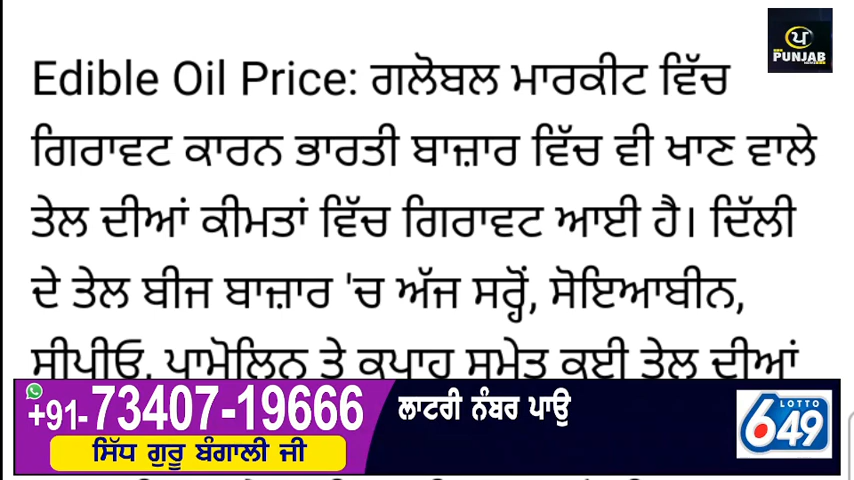 PUNJAB
Edible Oil Price: ਗਲੋਬਲ ਮਾਰਕੀਟ ਵਿੱਚ
ਗਿਰਾਵਟ ਕਾਰਨ ਭਾਰਤੀ ਬਾਜ਼ਾਰ ਵਿੱਚ ਵੀ ਖਾਣ ਵਾਲੇ
ਤੇਲ ਦੀਆਂ ਕੀਮਤਾਂ ਵਿੱਚ ਗਿਰਾਵਟ ਆਈ ਹੈ। ਦਿੱਲੀ
ਦੇ ਤੇਲ ਬੀਜ ਬਾਜ਼ਾਰ 'ਚ ਅੱਜ ਸਰ੍ਹੋਂ, ਸੋਇਆਬੀਨ,
ਸੀਪੀਓ, ਪਾਮੋਲਿਨ ਤੇ ਕਪਾਹ ਸਮੇਤ ਕਈ ਤੇਲ ਦੀਆਂ
+91-73407-19666
ਸਿੱਧ ਗੁਰੂ ਬੰਗਾਲੀ ਜੀ
ਲਾਟਰੀ ਨੰਬਰ ਪਾਉ
LOTTO
649